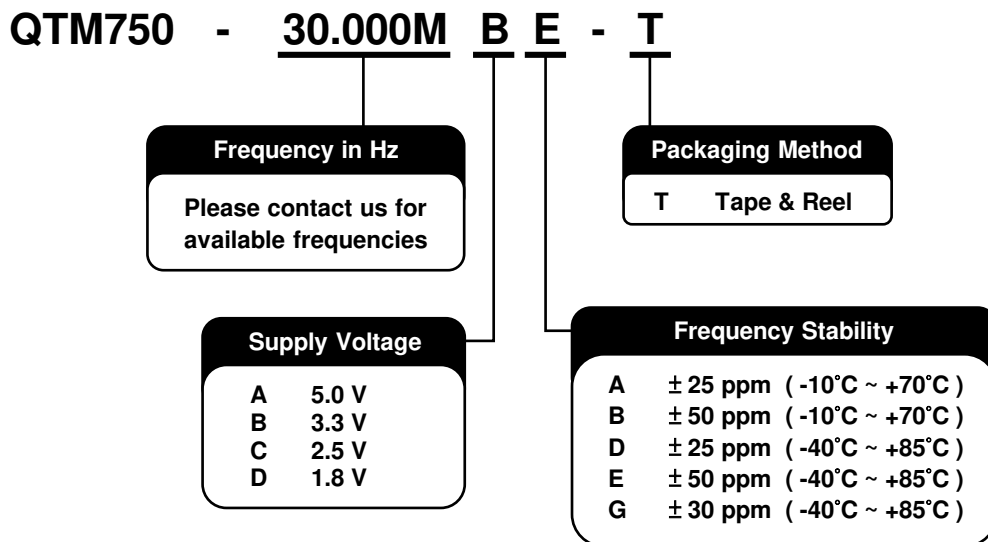 QTM750 - 30.000M B E - T
Frequency in Hz
Please contact us for
available frequencies
Packaging Method
T Tape & Reel
Supply Voltage
A 5.0 V
B 3.3 V
C 2.5 V
D 1.8 V
Frequency Stability
A ± 25 ppm ( -10°C ~ +70°C )
B ± 50 ppm ( -10°C ~ +70°C )
D ± 25 ppm ( -40°C ~ +85°C )
E ± 50 ppm ( -40°C ~ +85°C )
G ± 30 ppm ( -40°C ~ +85°C )